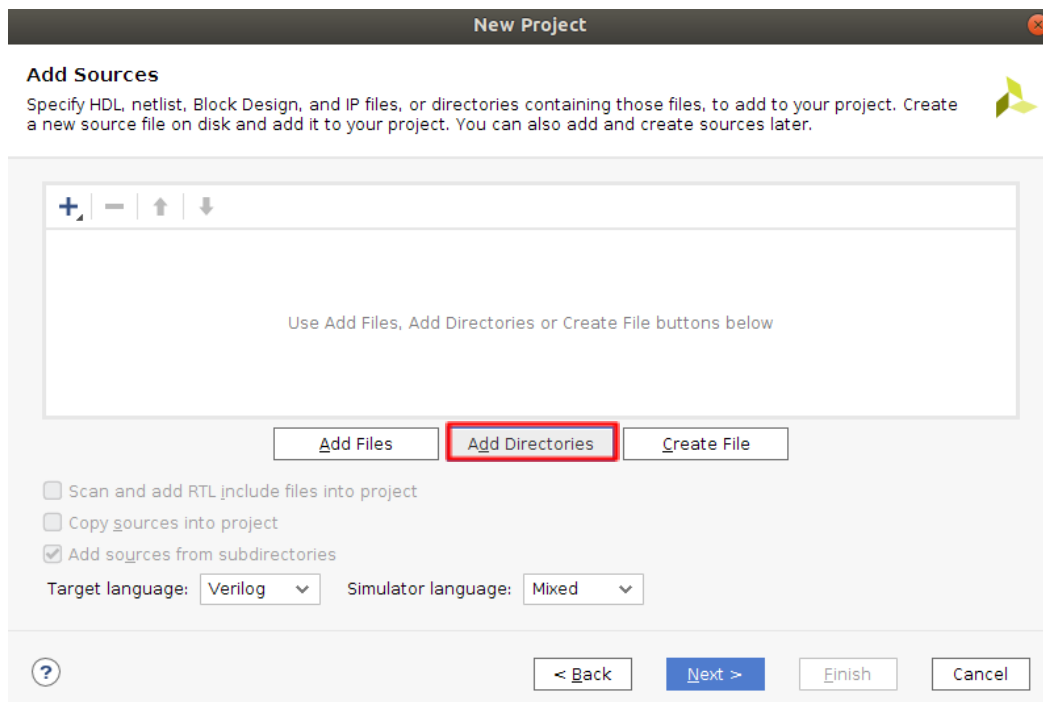 New Project
Add Sources
Specify HDL, netlist, Block Design, and IP files, or directories containing those files, to add to your project. Create
a new source file on disk and add it to your project. You can also add and create sources later.
Use Add Files, Add Directories or Create File buttons below
Add Files Add Directories Create File
Scan and add RTL include files into project
Copy sources into project
Add sources from subdirectories
Target language: Verilog Simulator language: Mixed
? < Back Next > Finish Cancel